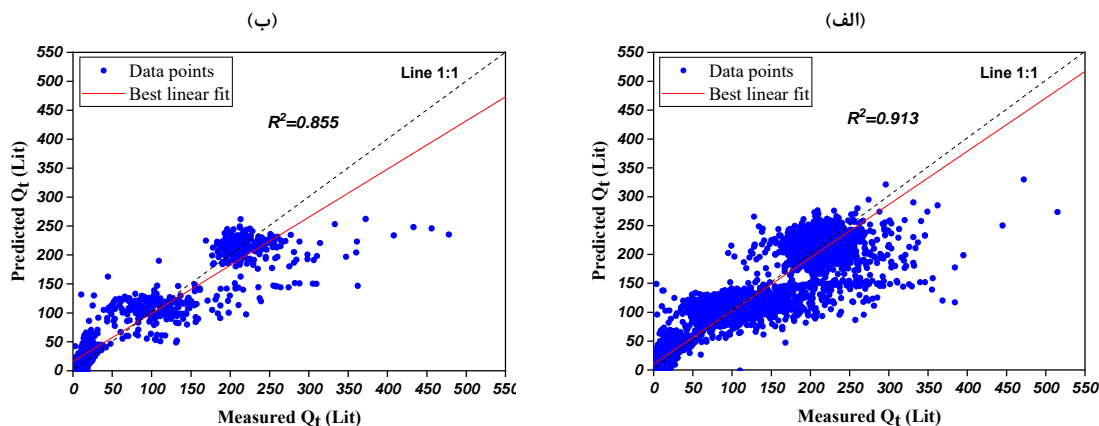 (ب)
Data points
Best linear fit
Line 1:1
R²=0.855
Predicted Qt (Lit)
550
500
450
400
350
300
250
200
150
100
50
0
0 50 100 150 200 250 300 350 400 450 500 550
Measured Qt (Lit)
(الف)
Data points
Best linear fit
Line 1:1
R²=0.913
Predicted Qt (Lit)
550
500
450
400
350
300
250
200
150
100
50
0
0 50 100 150 200 250 300 350 400 450 500 550
Measured Qt (Lit)